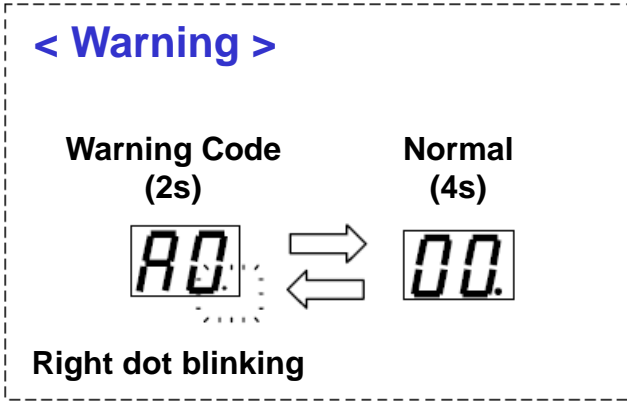 < Warning >
Warning Code Normal
(2s) (4s)
A0. 00.
Right dot blinking